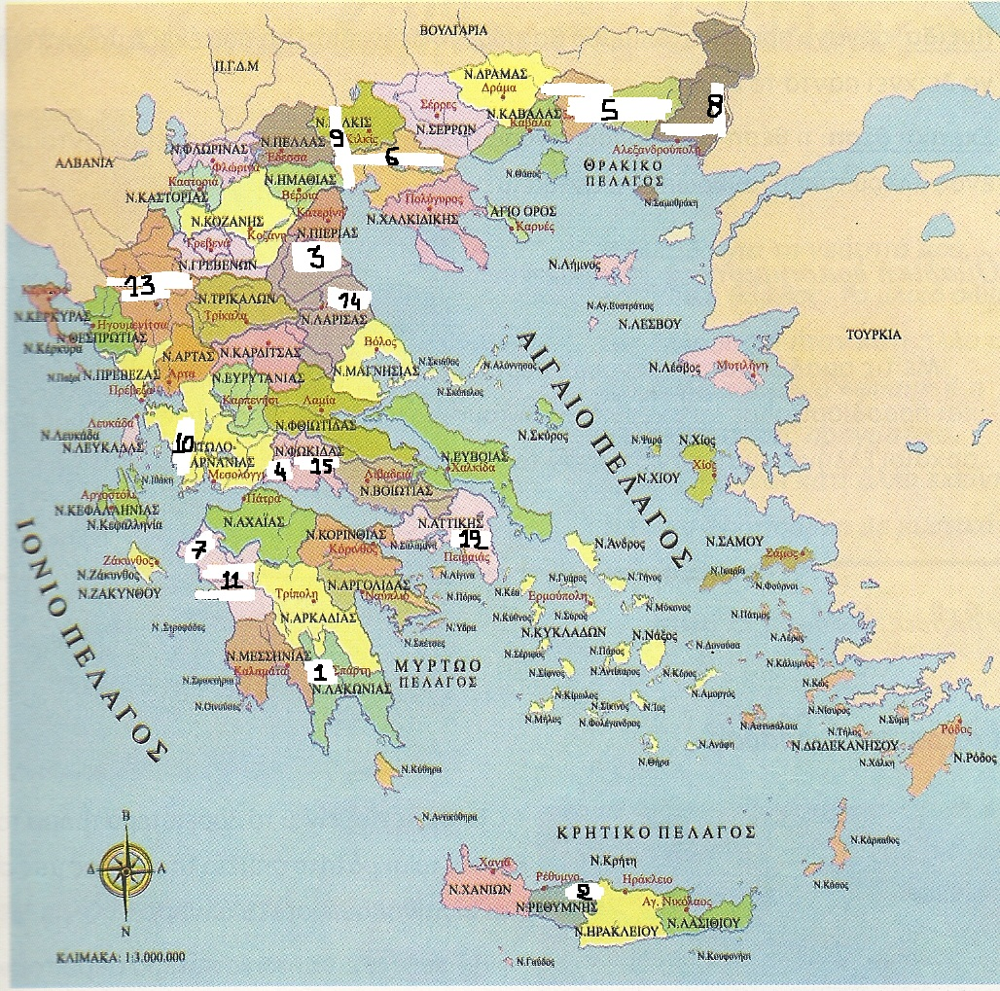 ΒΟΥΛΓΑΡΙΑ
Π.Γ.Δ.Μ
ΑΛΒΑΝΙΑ
ΤΟΥΡΚΙΑ
Ν.ΔΡΑΜΑΣ
Δράμα
Σέρρες
Ν.ΣΕΡΡΩΝ
Ν.ΚΑΒΑΛΑΣ
Καβάλα
5
8
9
6
Κιλκίς
Ν.ΠΕΛΛΑΣ
Έδεσσα
Ν.ΦΛΩΡΙΝΑΣ
Φλώρινα
Καστοριά
Ν.ΚΑΣΤΟΡΙΑΣ
Ν.ΗΜΑΘΙΑΣ
Βέροια
Κατερίνη
Ν.ΠΙΕΡΙΑΣ
Ν.ΚΟΖΑΝΗΣ
Κοζάνη
Γρεβενά
Ν.ΓΡΕΒΕΝΩΝ
Πολύγυρος
Ν.ΧΑΛΚΙΔΙΚΗΣ
ΑΓΙΟ ΟΡΟΣ
Καρυές
Αλεξανδρούπολη
ΘΡΑΚΙΚΟ
ΠΕΛΑΓΟΣ
Ν.Θάσος
Ν.Σαμοθράκη
3
13
14
Κέρκυρα
Ν.ΚΕΡΚΥΡΑΣ
Ν.Κέρκυρα
Ηγουμενίτσα
Ν.ΘΕΣΠΡΩΤΙΑΣ
Ν.ΤΡΙΚΑΛΩΝ
Τρίκαλα
Ν.ΛΑΡΙΣΑΣ
Ν.Λήμνος
Ν.Αγ.Ευστράτιος
Ν.ΛΕΣΒΟΥ
Ν.Λέσβος
Μυτιλήνη
Ν.ΑΡΤΑΣ
Άρτα
Ν.ΚΑΡΔΙΤΣΑΣ
Βόλος
Ν.ΜΑΓΝΗΣΙΑΣ
Ν.Σκιάθος
Ν.Αλόννησος
Ν.Σκόπελος
Ν.Παξοί
Ν.ΠΡΕΒΕΖΑΣ
Πρέβεζα
Ν.ΕΥΡΥΤΑΝΙΑΣ
Καρπενήσι
Λαμία
Ν.ΦΘΙΩΤΙΔΑΣ
Λευκάδα
Ν.Λευκάδα
Ν.ΛΕΥΚΑΔΑΣ
10
ΙΤΩΛΟ-
ΑΡΝΑΝΙΑΣ
Μεσολόγγι
Ν.ΦΩΚΙΔΑΣ
4
15
Λιβαδειά
Ν.ΒΟΙΩΤΙΑΣ
Ν.ΕΥΒΟΙΑΣ
Χαλκίδα
Ν.Σκύρος
Ν.Ψαρά
Ν.Χίος
Χίος
Ν.ΧΙΟΥ
ΑΙΓΑΙΟ ΠΕΛΑΓΟΣ
Ν.Ιθάκη
Αργοστόλι
Ν.ΚΕΦΑΛΛΗΝΙΑΣ
Ν.Κεφαλληνία
Πάτρα
Ν.ΑΧΑΪΑΣ
Ν.ΚΟΡΙΝΘΙΑΣ
Κόρινθος
Ν.ΑΤΤΙΚΗΣ
12
Πειραιάς
Ν.Σαλαμίνα
Ν.Αίγινα
Ν.Πόρος
Ν.Ύδρα
Ν.Σπέτσες
7
11
Ζάκυνθος
Ν.Ζάκυνθος
Ν.ΖΑΚΥΝΘΟΥ
Τρίπολη
Ν.ΑΡΚΑΔΙΑΣ
Ν.ΑΡΓΟΛΙΔΑΣ
Ναύπλιο
Ν.Στροφάδες
ΙΟΝΙΟ ΠΕΛΑΓΟΣ
Ν.ΜΕΣΣΗΝΙΑΣ
Καλαμάτα
1
Σπάρτη
Ν.ΛΑΚΩΝΙΑΣ
Ν.Σφακτήρια
Ν.Οινούσες
ΜΥΡΤΩΟ
ΠΕΛΑΓΟΣ
Ν.Κύθηρα
Ν.Αντικύθηρα
Ν.Άνδρος
Ν.ΣΑΜΟΥ
Σάμος
Ν.Ικαρία
Ν.Φούρνοι
Ν.Γυάρος
Ν.Τήνος
Ν.Κέα
Ερμούπολη
Ν.Μύκονος
Ν.Κύθνος
Ν.Σύρος
Ν.ΚΥΚΛΑΔΩΝ
Ν.Πάτμος
Ν.Λέρος
Ν.Σέριφος
Ν.Πάρος
Ν.Νάξος
Ν.Δονούσα
Ν.Κάλυμνος
Ν.Σίφνος
Ν.Αντίπαρος
Ν.Κέρος
Ν.Κως
Ν.Κίμωλος
Ν.Σίκινος
Ν.Ίος
Ν.Αμοργός
Ν.Μήλος
Ν.Φολέγανδρος
Ν.Αστυπάλαια
Ν.Νίσυρος
Ν.Σύμη
Ν.Τήλος
Ρόδος
Ν.Ρόδος
Ν.Θήρα
Ν.Ανάφη
Ν.ΔΩΔΕΚΑΝΗΣΟΥ
Ν.Χάλκη
Ν.Κάρπαθος
Ν.Κάσος
ΚΡΗΤΙΚΟ ΠΕΛΑΓΟΣ
Ν.Κρήτη
Χανιά
Ν.ΧΑΝΙΩΝ
Ρέθυμνο
2
Ν.ΡΕΘΥΜΝΗΣ
Ηράκλειο
Ν.ΗΡΑΚΛΕΙΟΥ
Αγ. Νικόλαος
Ν.ΛΑΣΙΘΙΟΥ
Ν.Γαύδος
Ν.Κουφονήσι
Β
Δ
Α
Ν
ΚΛΙΜΑΚΑ: 1:3.000.000